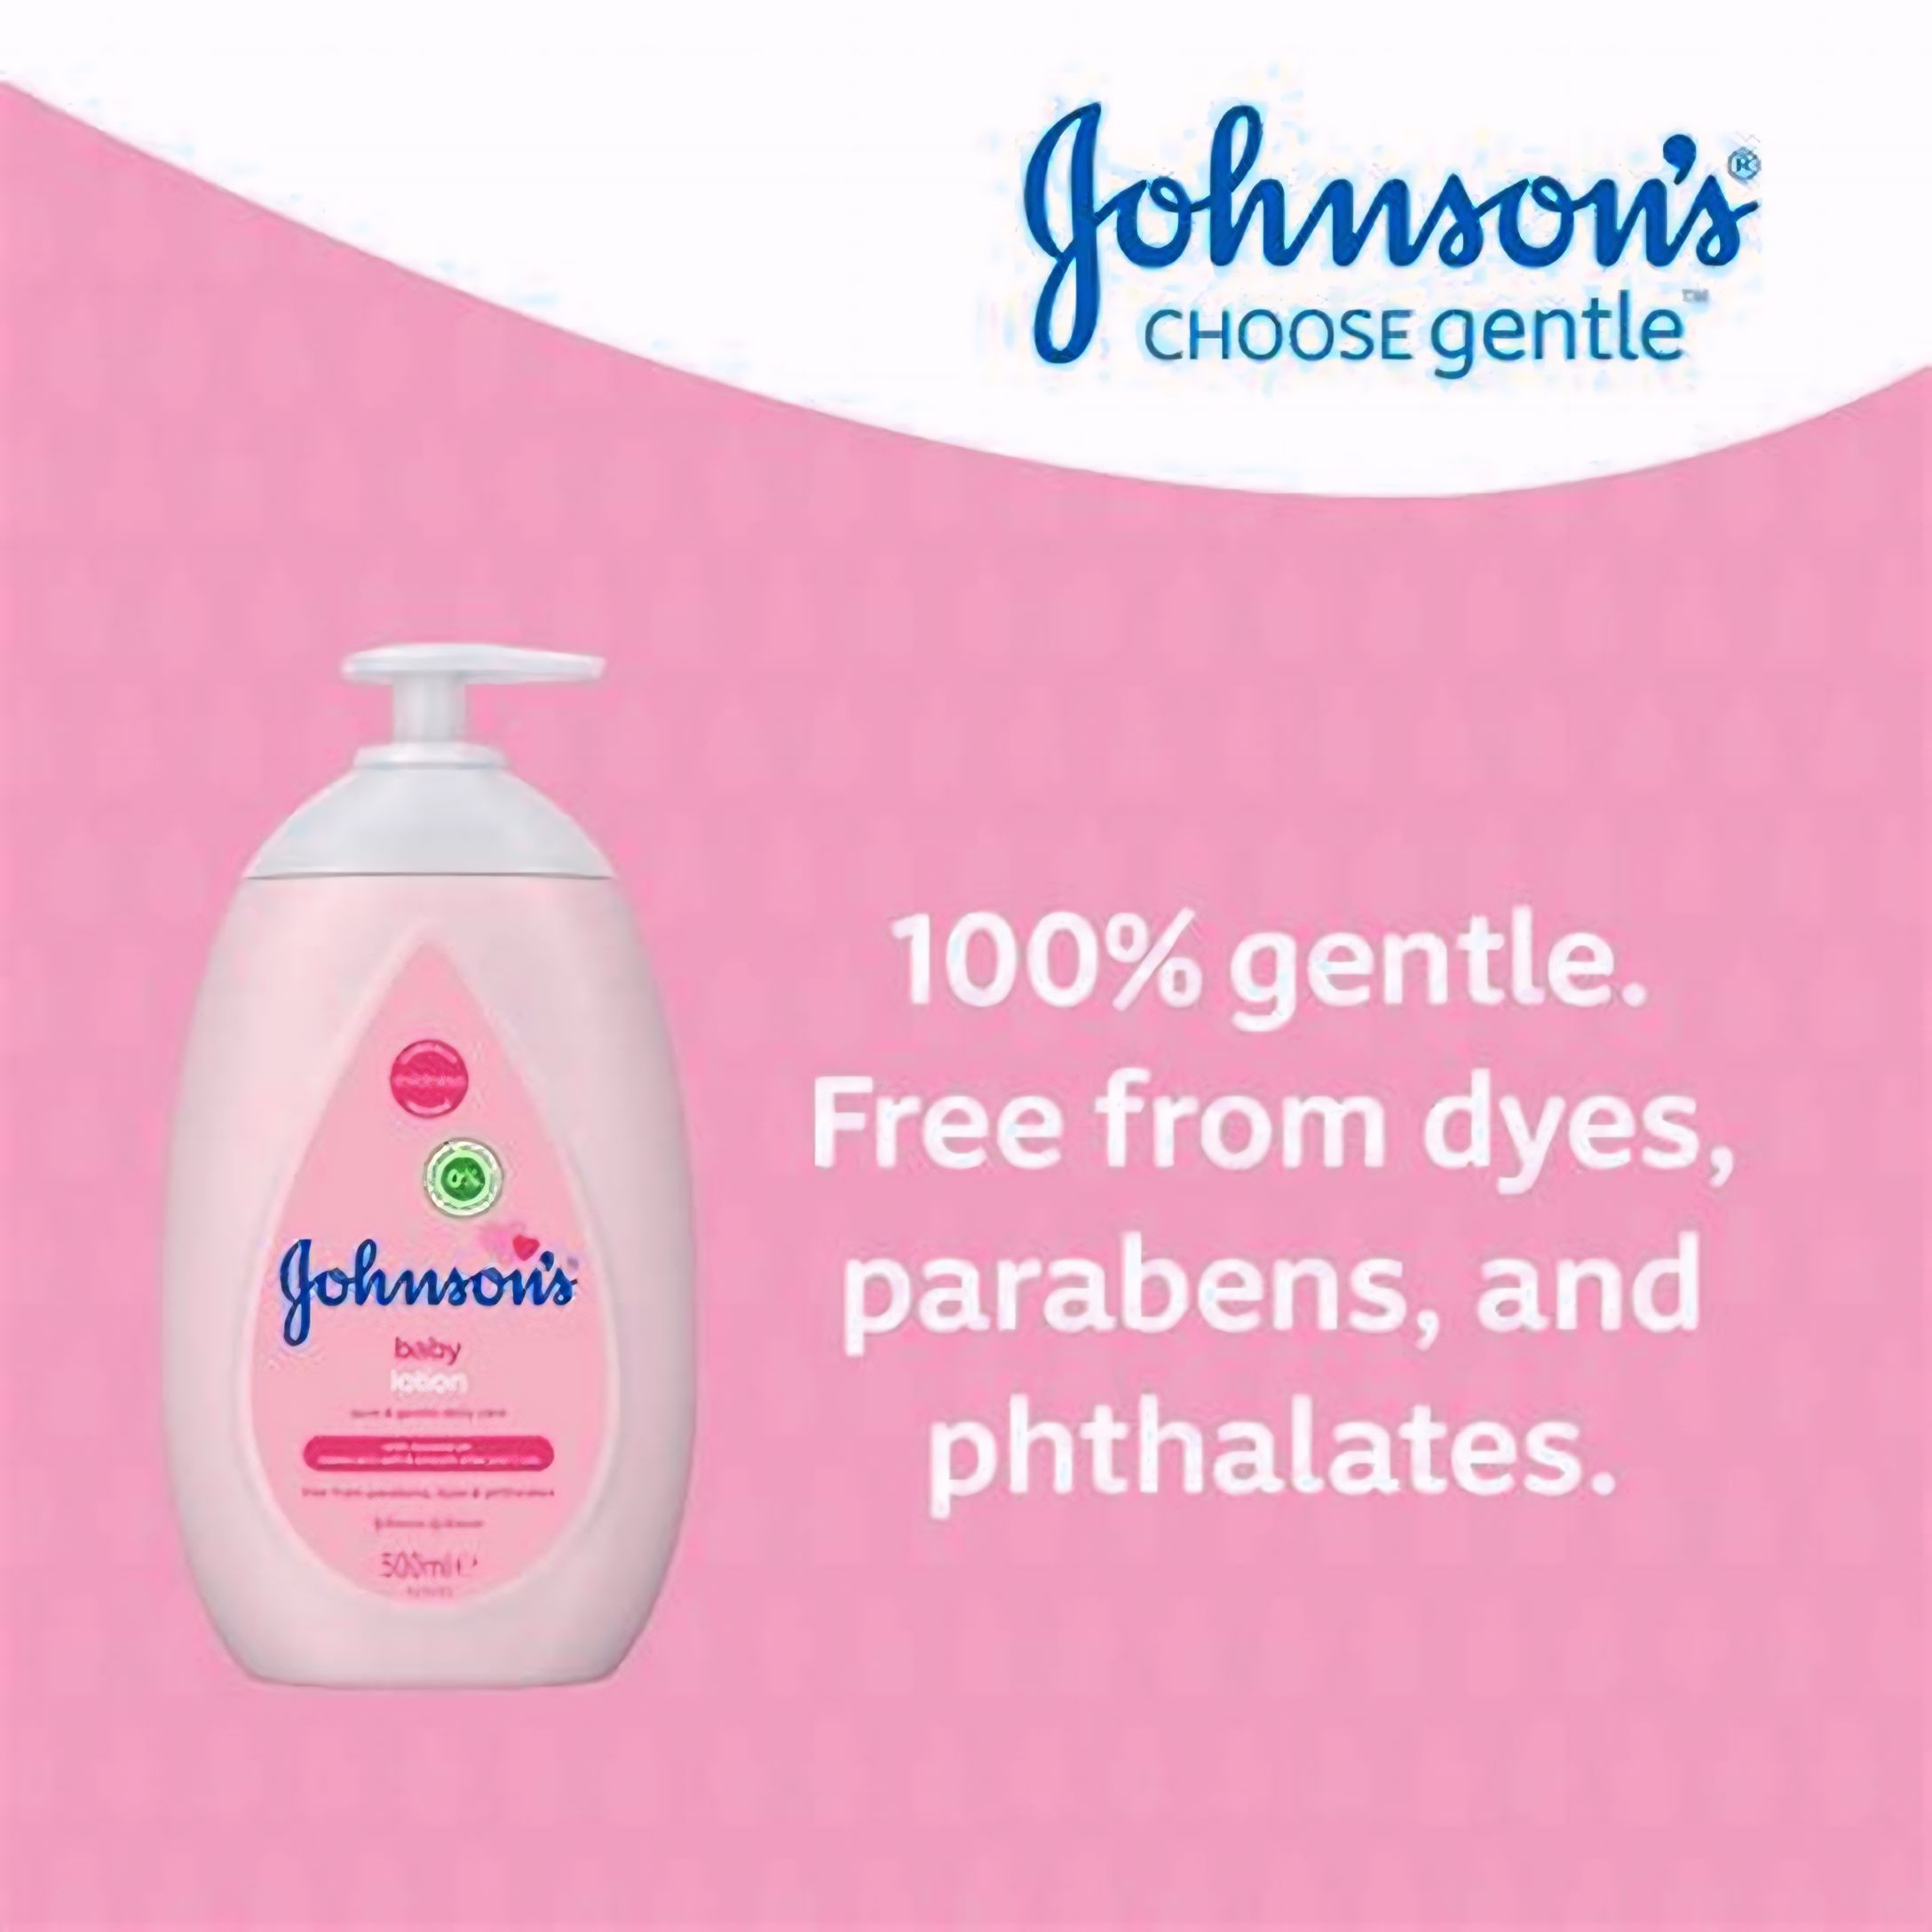 Johnson's®
CHOOSE gentle™
100% gentle.
Free from dyes,
parabens, and
phthalates.
Johnson's
baby
lotion
500ml